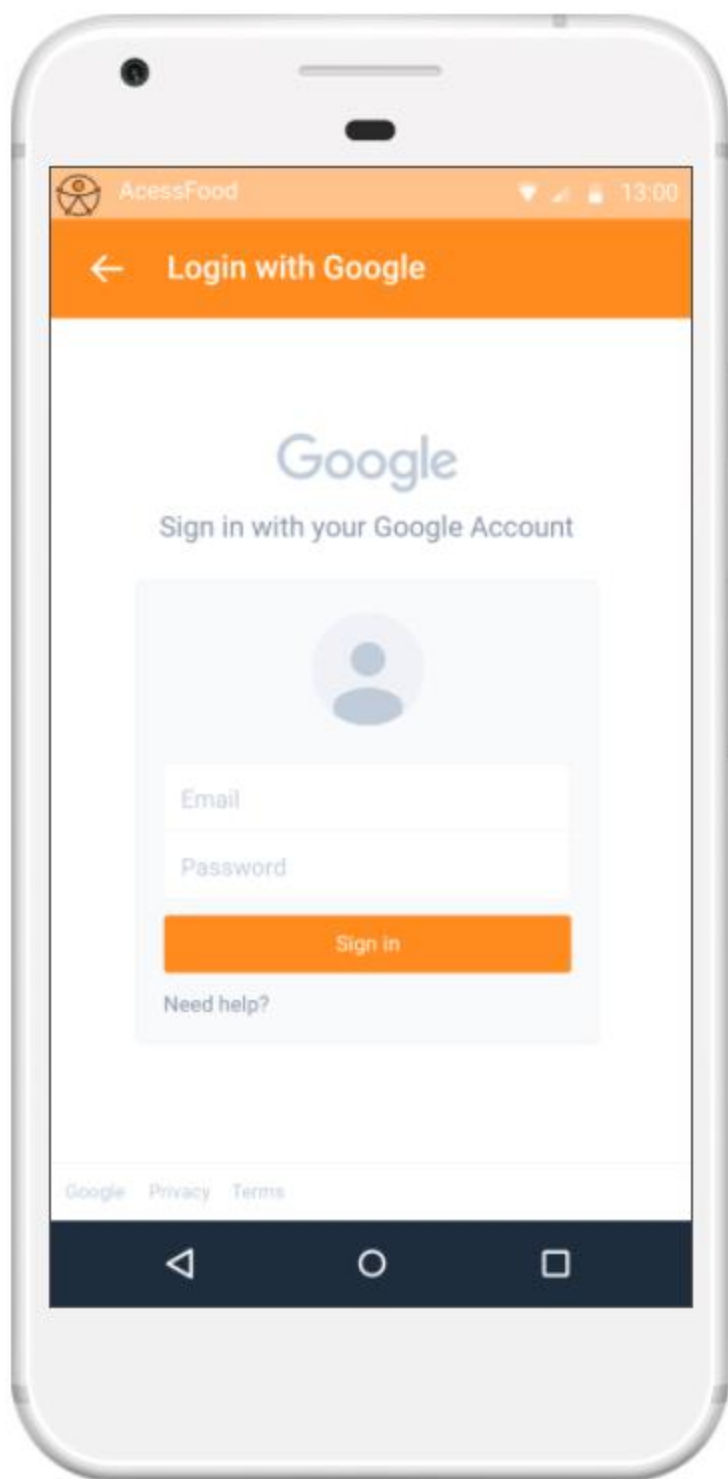 AcessFood 13:00
Login with Google
Google
Sign in with your Google Account
Email
Password
Sign in
Need help?
Google Privacy Terms